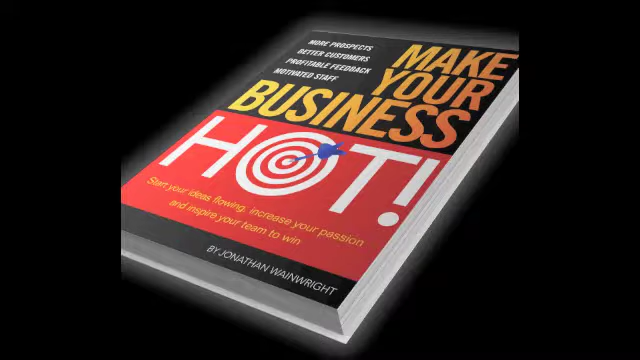 MORE PROSPECTS
BETTER CUSTOMERS
PROFITABLE FEEDBACK
MOTIVATED STAFF
MAKE
YOUR
BUSINESS
HOT!
Start your ideas flowing, increase your passion
and inspire your team to win
BY JONATHAN WAINWRIGHT